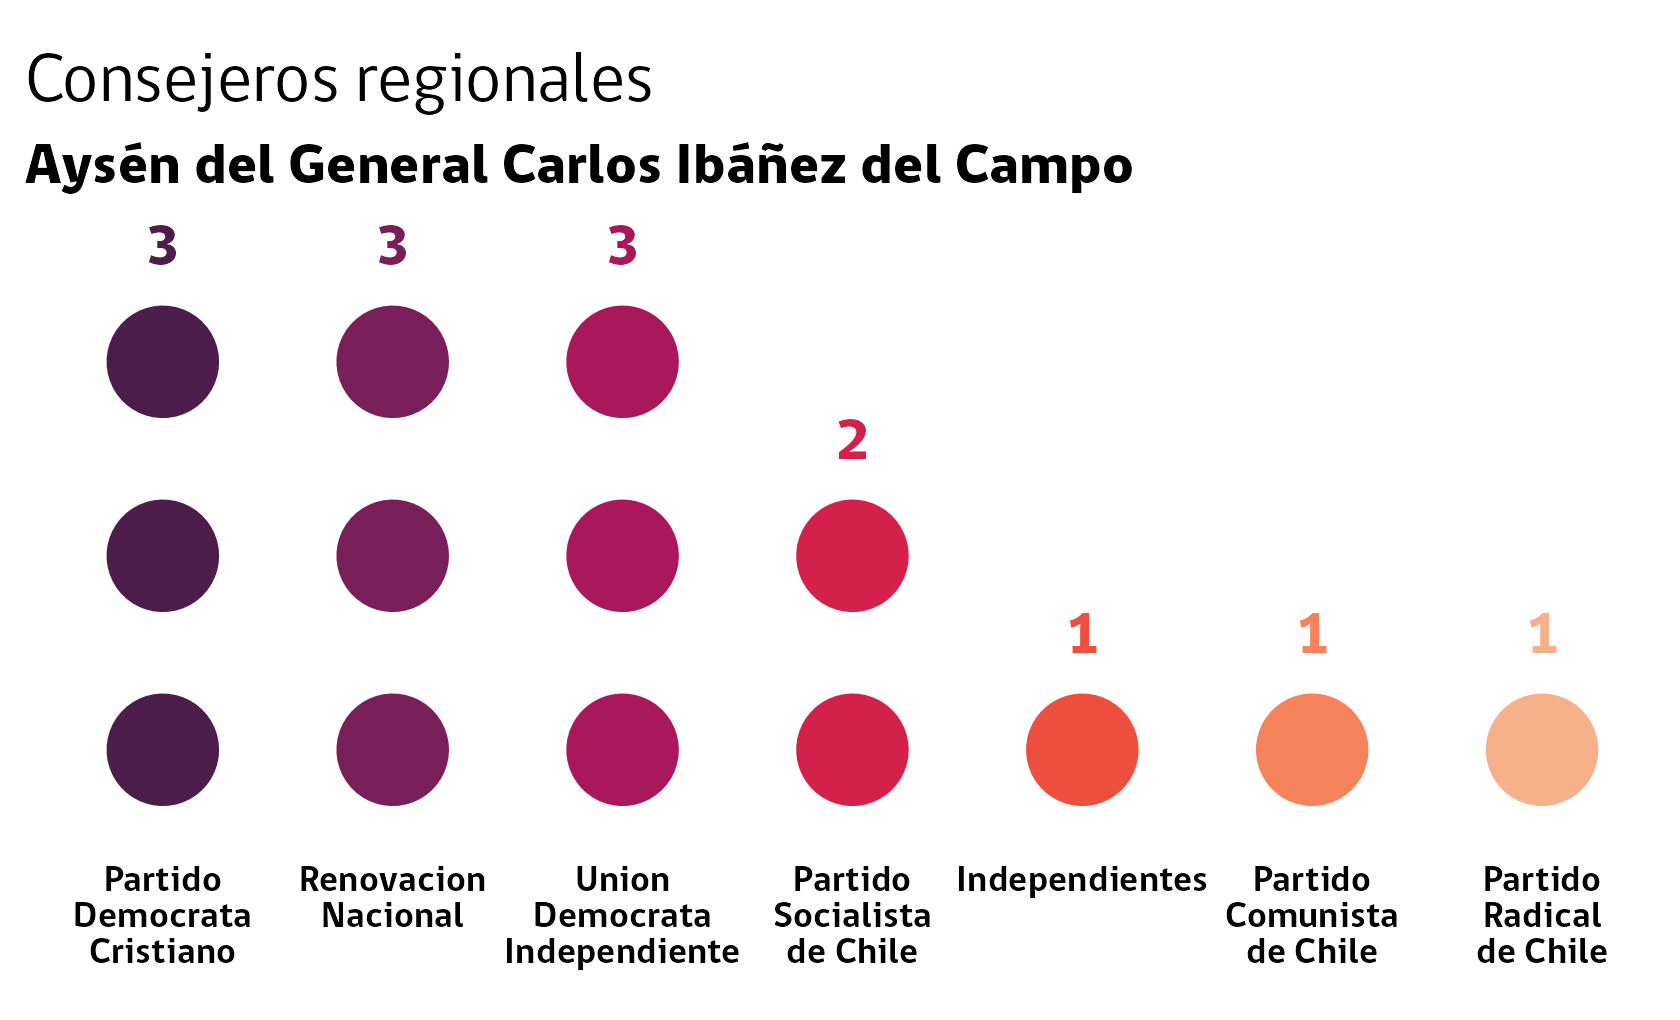 Consejeros regionales
Aysén del General Carlos Ibáñez del Campo
3 3 3
2
1 1 1
Partido
Democrata
Cristiano
Renovacion
Nacional
Union
Democrata
Independiente
Partido
Socialista
de Chile
Independientes
Partido
Comunista
de Chile
Partido
Radical
de Chile